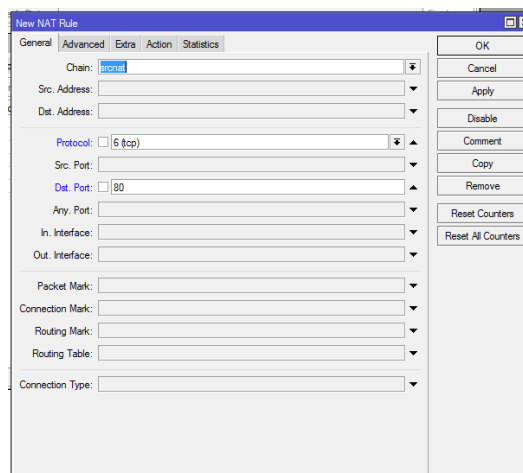 New NAT Rule
General Advanced Extra Action Statistics
Chain: srcnat
Src. Address:
Dst. Address:
Protocol: 6 (tcp)
Src. Port:
Dst. Port: 80
Any. Port:
In. Interface:
Out. Interface:
Packet Mark:
Connection Mark:
Routing Mark:
Routing Table:
Connection Type:
OK
Cancel
Apply
Disable
Comment
Copy
Remove
Reset Counters
Reset All Counters